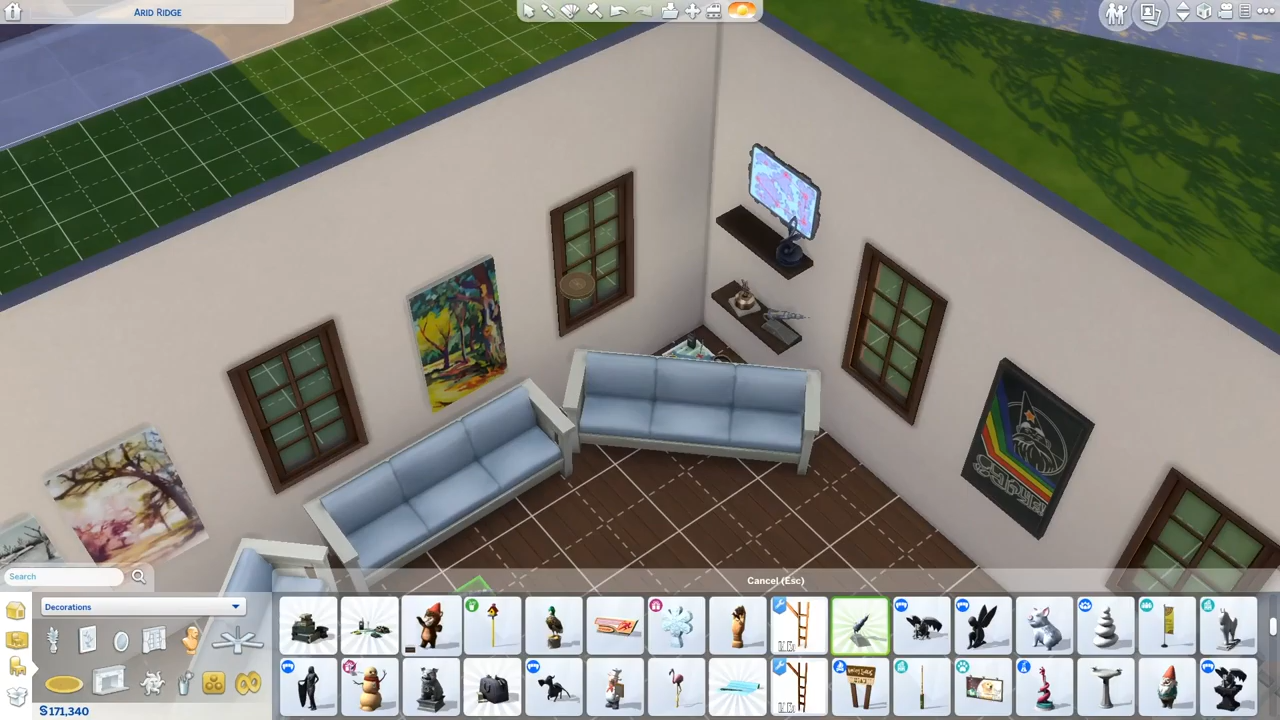 ARID RIDGE
Cancel (Esc)
Search
Decorations
§171,340